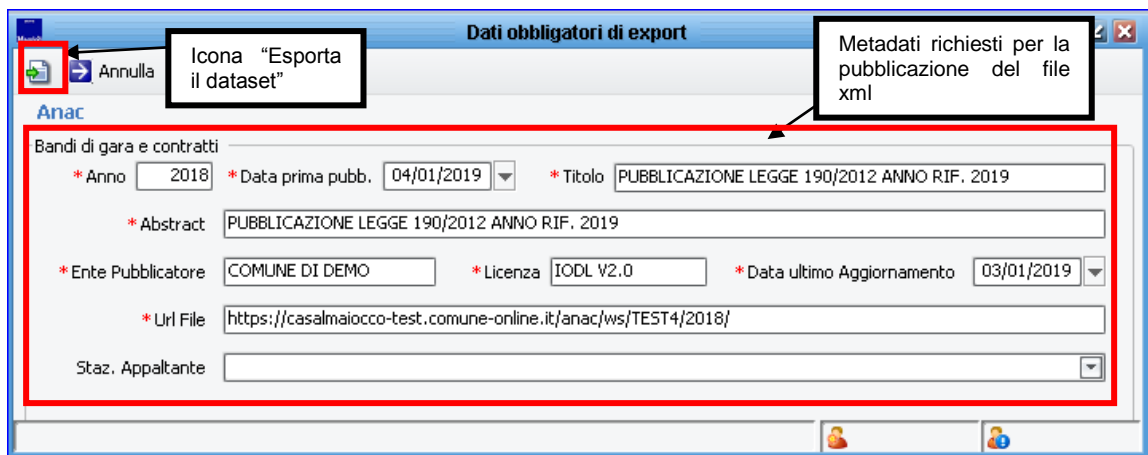 Dati obbligatori di export
Icona “Esporta
il dataset”
Metadati richiesti per la
pubblicazione del file
xml
Annulla
Anac
Bandi di gara e contratti
* Anno 2018 * Data prima pubb. 04/01/2019 * Titolo PUBBLICAZIONE LEGGE 190/2012 ANNO RIF. 2019
* Abstract PUBBLICAZIONE LEGGE 190/2012 ANNO RIF. 2019
* Ente Pubblicatore COMUNE DI DEMO * Licenza IODL V2.0 * Data ultimo Aggiornamento 03/01/2019
* Url File https://casalmaiocco-test.comune-online.it/anac/ws/TEST4/2018/
Staz. Appaltante